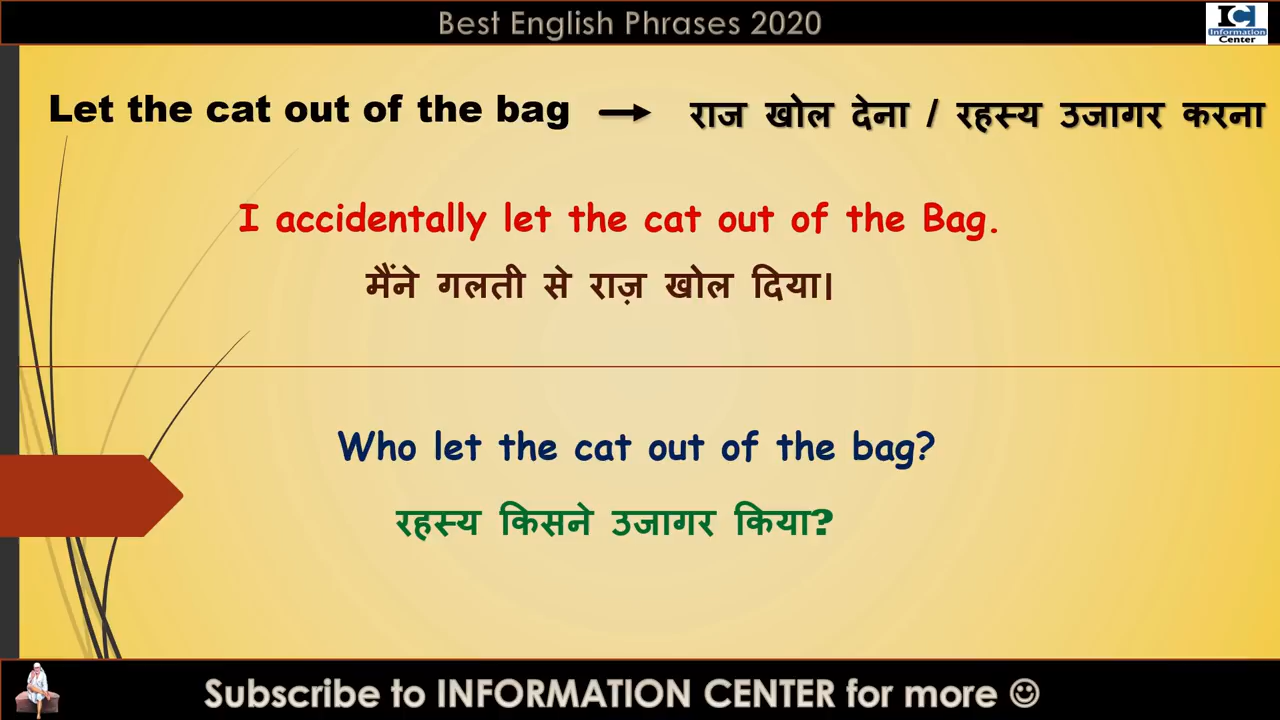 Best English Phrases 2020
IC
Information
Center
Let the cat out of the bag → राज खोल देना / रहस्य उजागर करना
I accidentally let the cat out of the Bag.
मैंने गलती से राज़ खोल दिया।
Who let the cat out of the bag?
रहस्य किसने उजागर किया?
Subscribe to INFORMATION CENTER for more ☺